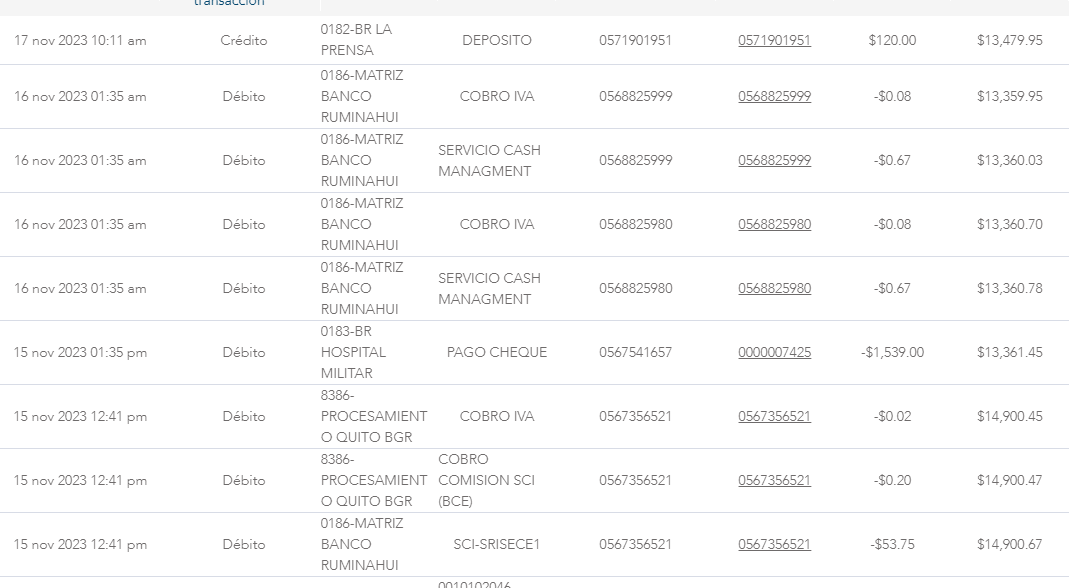 transacción
17 nov 2023 10:11 am Crédito 0182-BR LA PRENSA DEPOSITO 0571901951 0571901951 $120.00 $13,479.95
16 nov 2023 01:35 am Débito 0186-MATRIZ BANCO RUMINAHUI COBRO IVA 0568825999 0568825999 -$0.08 $13,359.95
16 nov 2023 01:35 am Débito 0186-MATRIZ BANCO RUMINAHUI SERVICIO CASH MANAGMENT 0568825999 0568825999 -$0.67 $13,360.03
16 nov 2023 01:35 am Débito 0186-MATRIZ BANCO RUMINAHUI COBRO IVA 0568825980 0568825980 -$0.08 $13,360.70
16 nov 2023 01:35 am Débito 0186-MATRIZ BANCO RUMINAHUI SERVICIO CASH MANAGMENT 0568825980 0568825980 -$0.67 $13,360.78
15 nov 2023 01:35 pm Débito 0183-BR HOSPITAL MILITAR PAGO CHEQUE 0567541657 0000007425 -$1,539.00 $13,361.45
15 nov 2023 12:41 pm Débito 8386-PROCESAMIENTO QUITO BGR COBRO IVA 0567356521 0567356521 -$0.02 $14,900.45
15 nov 2023 12:41 pm Débito 8386-PROCESAMIENTO QUITO BGR COBRO COMISION SCI (BCE) 0567356521 0567356521 -$0.20 $14,900.47
15 nov 2023 12:41 pm Débito 0186-MATRIZ BANCO RUMINAHUI SCI-SRISECE1 0567356521 0567356521 -$53.75 $14,900.67
0010102046